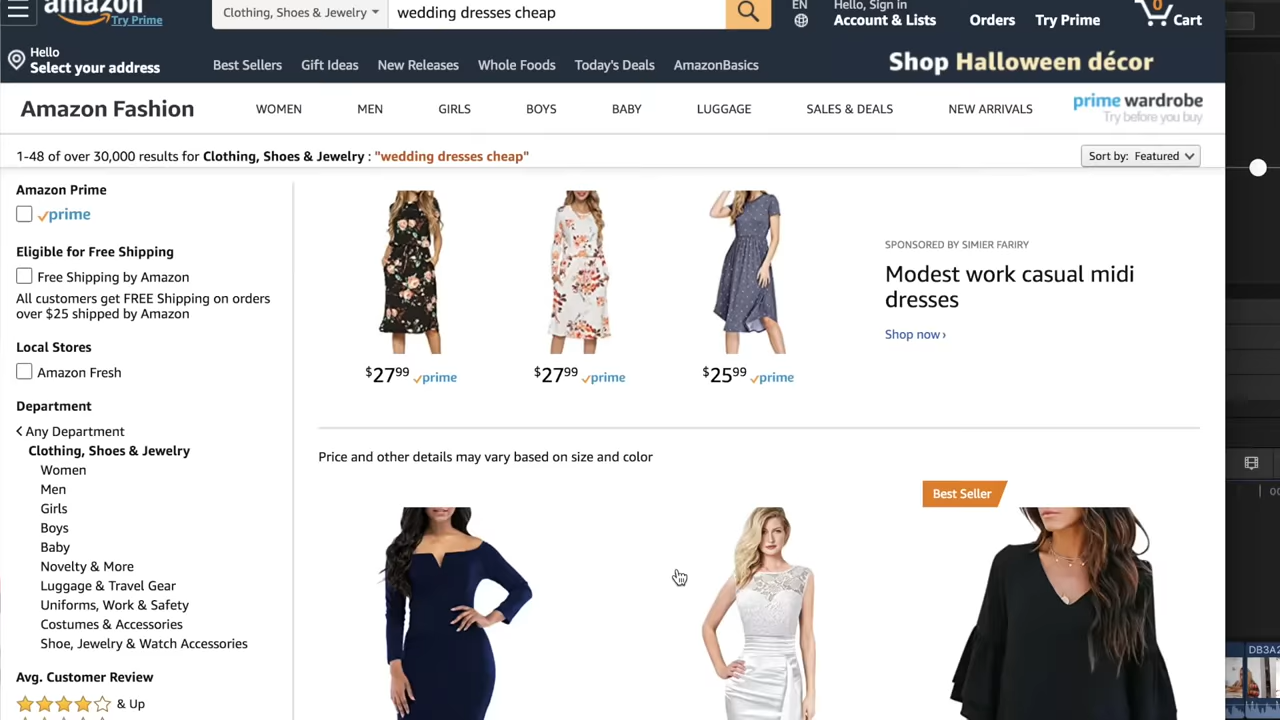 amazon
Try Prime
Clothing, Shoes & Jewelry
wedding dresses cheap
EN
Hello, Sign in
Account & Lists
Orders
Try Prime
0
Cart
Hello
Select your address
Best Sellers
Gift Ideas
New Releases
Whole Foods
Today's Deals
AmazonBasics
Shop Halloween décor
Amazon Fashion
WOMEN
MEN
GIRLS
BOYS
BABY
LUGGAGE
SALES & DEALS
NEW ARRIVALS
prime wardrobe
Try before you buy
1-48 of over 30,000 results for Clothing, Shoes & Jewelry : "wedding dresses cheap"
Sort by: Featured
Amazon Prime
prime
Eligible for Free Shipping
Free Shipping by Amazon
All customers get FREE Shipping on orders
over $25 shipped by Amazon
Local Stores
Amazon Fresh
Department
Any Department
Clothing, Shoes & Jewelry
Women
Men
Girls
Boys
Baby
Novelty & More
Luggage & Travel Gear
Uniforms, Work & Safety
Costumes & Accessories
Shoe, Jewelry & Watch Accessories
Avg. Customer Review
& Up
$2799 prime
$2799 prime
$2599 prime
SPONSORED BY SIMIER FARIRY
Modest work casual midi
dresses
Shop now ›
Price and other details may vary based on size and color
Best Seller
DB3A2